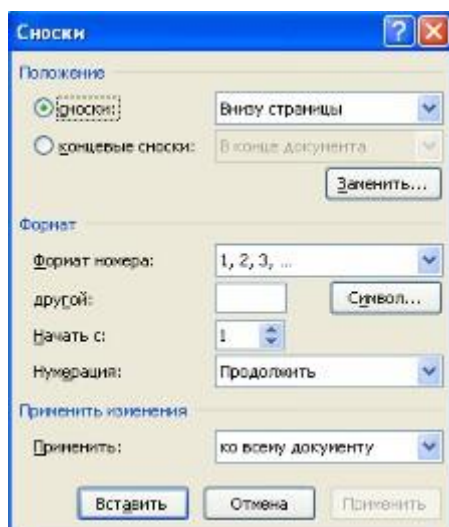 Сноски
Положение
сноски: Внизу страницы
концевые сноски: В конце документа
Заменить...
Формат
Формат номера: 1, 2, 3, ...
другой: Символ...
Начать с: 1
Нумерация: Продолжить
Применить изменения
Применить: ко всему документу
Вставить Отмена Применить